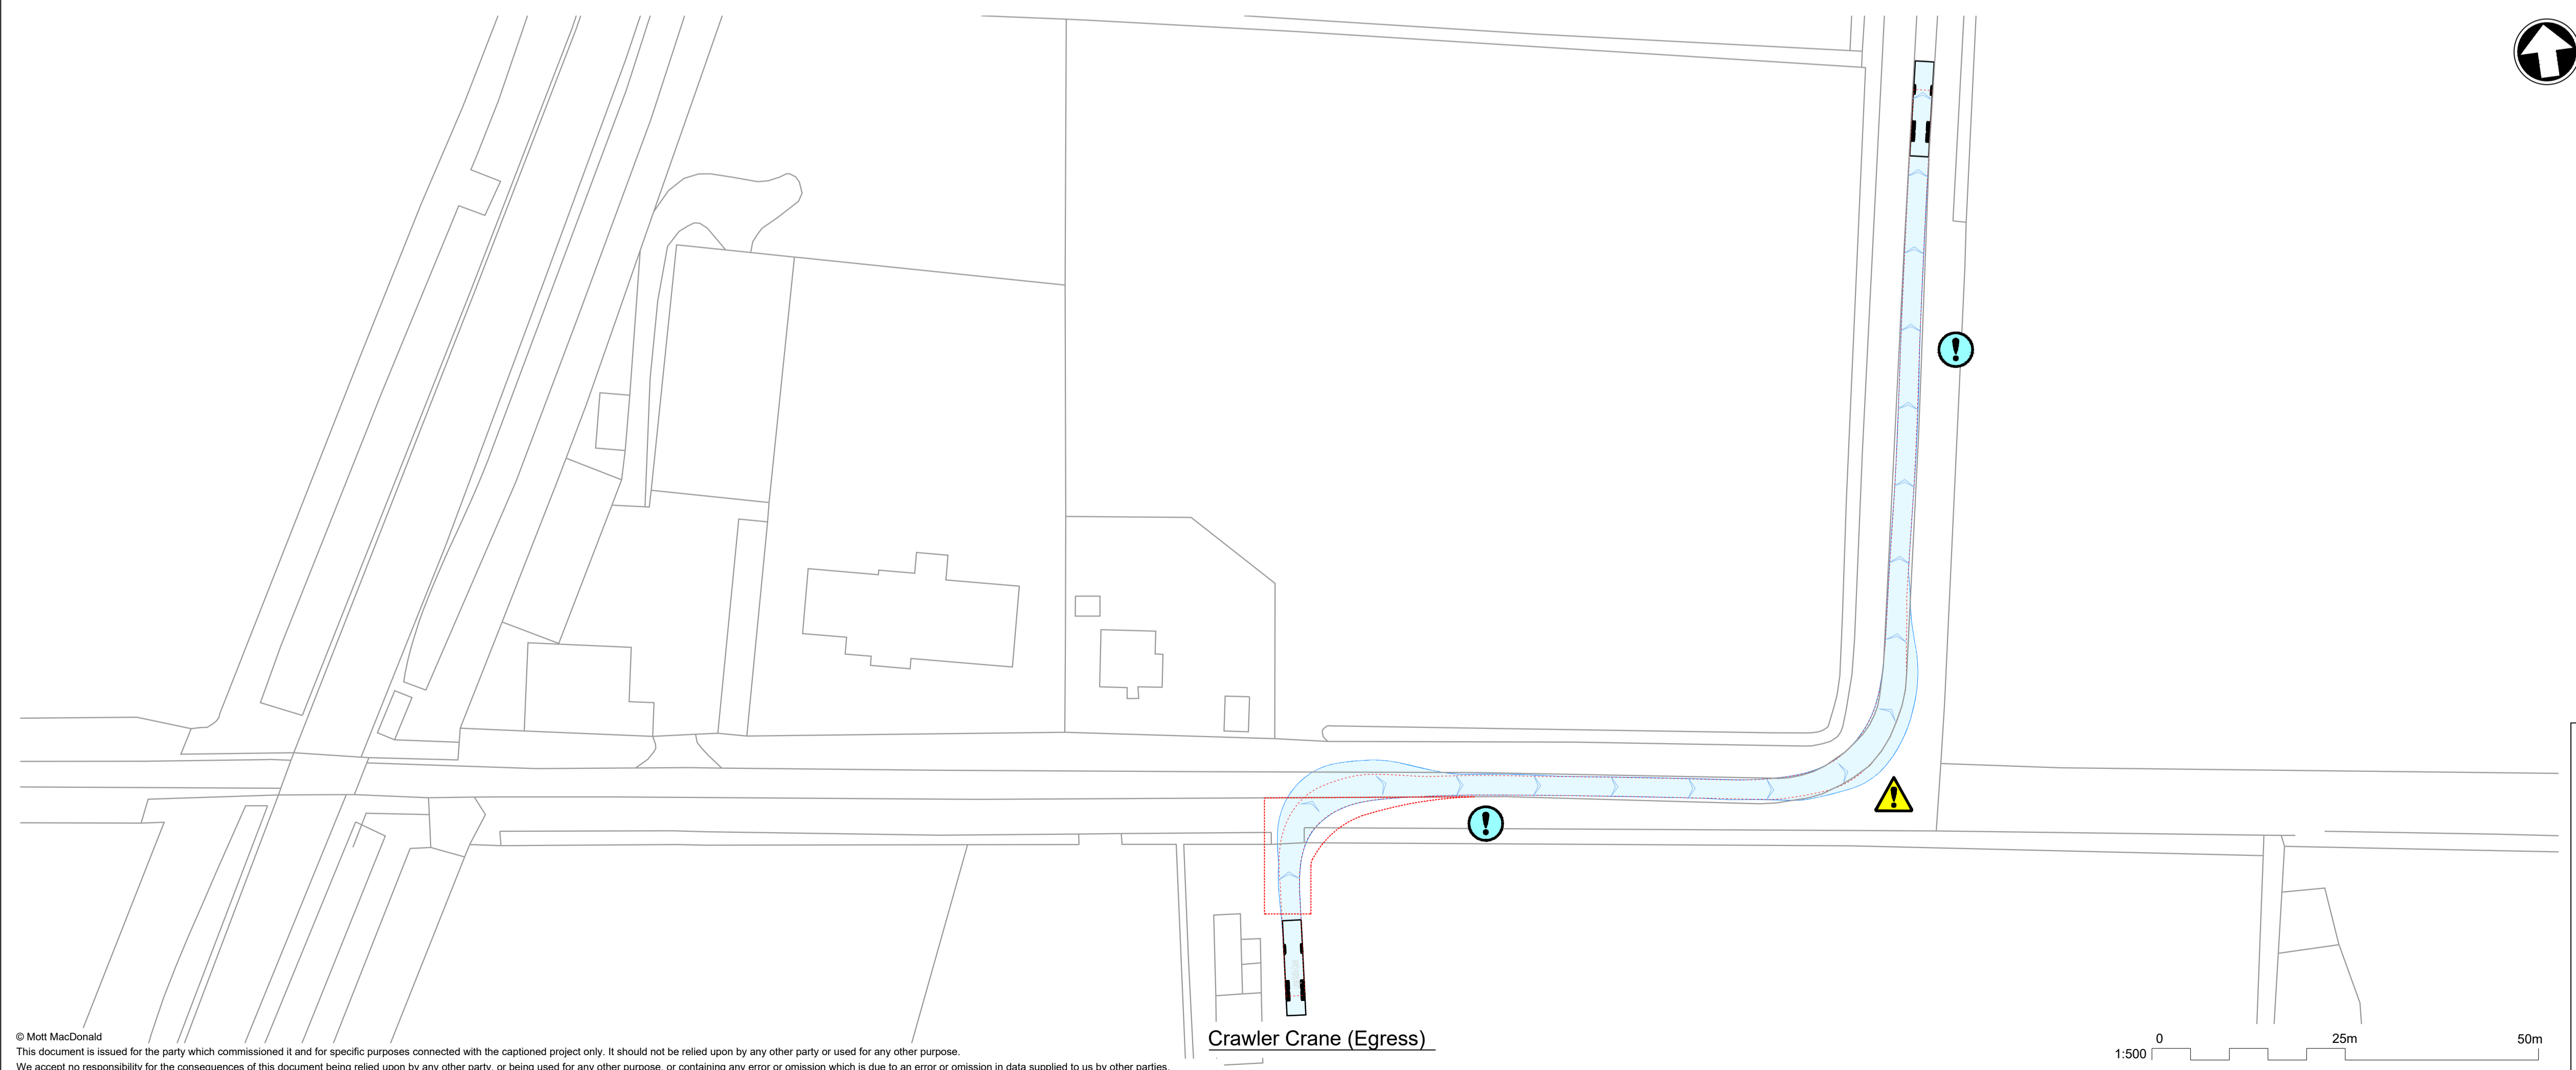 Crawler Crane (Egress)
© Mott MacDonald
This document is issued for the party which commissioned it and for specific purposes connected with the captioned project only. It should not be relied upon by any other party or used for any other purpose.
We accept no responsibility for the consequences of this document being relied upon by any other party, or being used for any other purpose, or containing any error or omission which is due to an error or omission in data supplied to us by other parties.
0 25m 50m
1:500